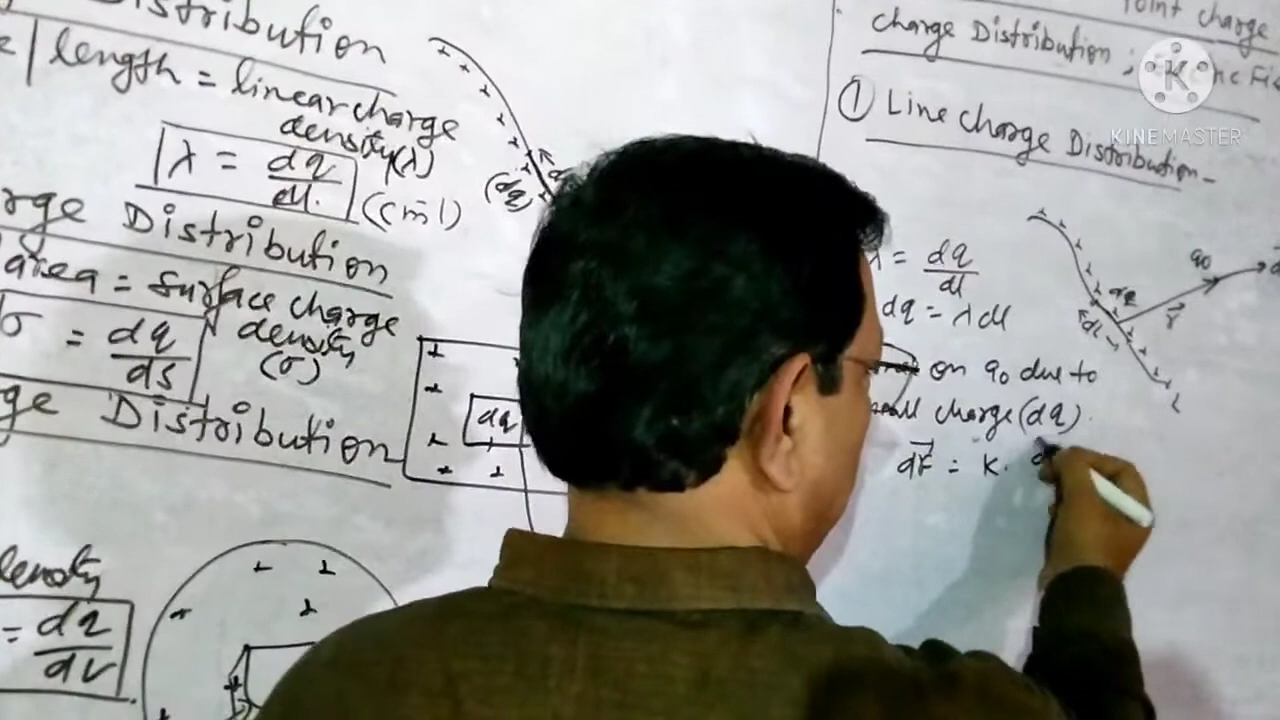 Distribution
/ length = linear charge
density (λ)
λ = dq/dl. (Cm-1)
(dq)
Distribution
area = surface charge
density
(σ)
σ = dq/ds
dq
Distribution
= dq/dv
Point charge
Charge Distribution ;
K
KINEMASTER
① Line Charge Distribution -
λ = dq/dl
dq = λdl
q0
dq
r⃗
dl
L
on q0 due to
small charge (dq).
dF⃗ = K.